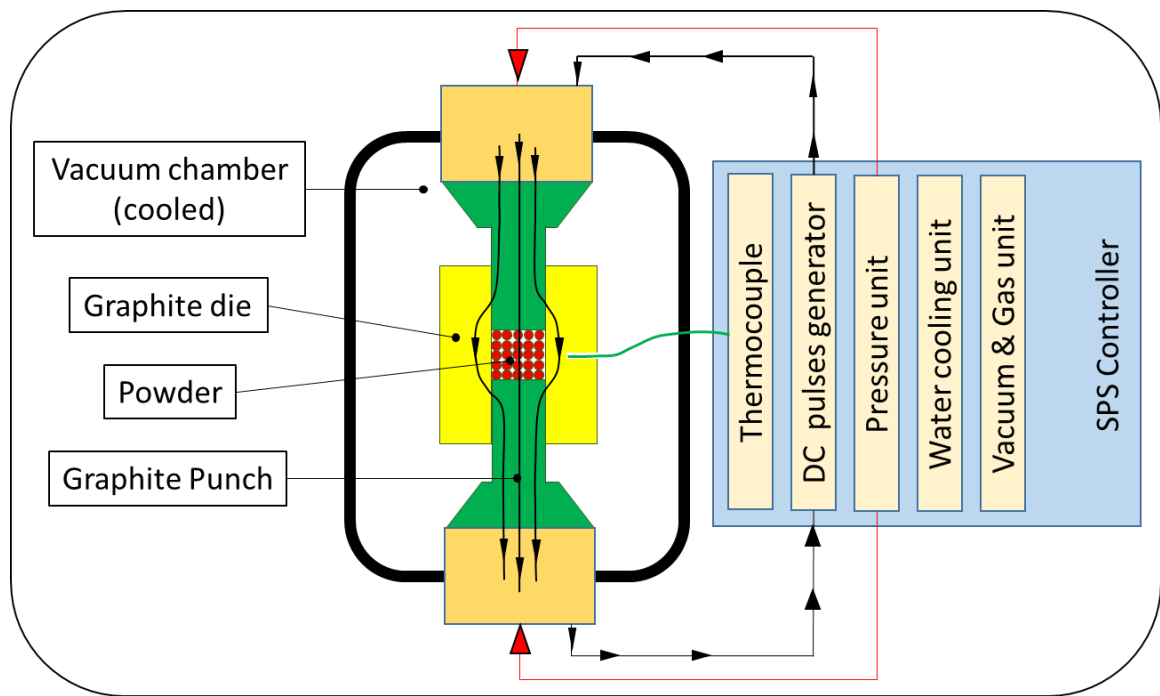 Vacuum chamber
(cooled)
Graphite die
Powder
Graphite Punch
Thermocouple
DC pulses generator
Pressure unit
Water cooling unit
Vacuum & Gas unit
SPS Controller